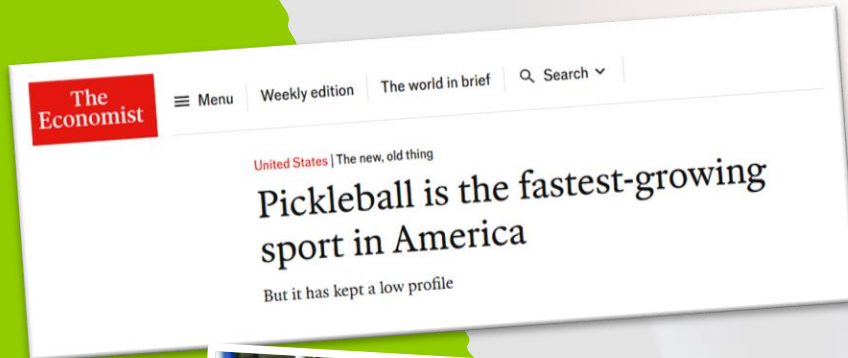 The
Economist
Menu
Weekly edition
The world in brief
Search
United States | The new, old thing
Pickleball is the fastest-growing
sport in America
But it has kept a low profile